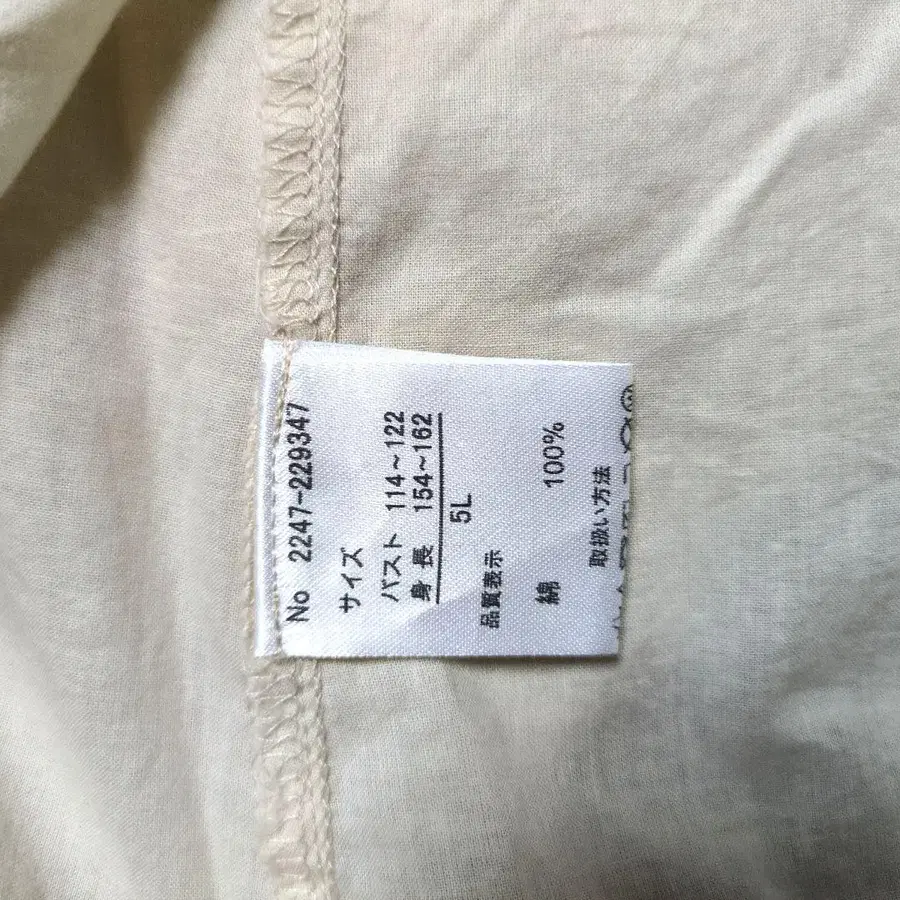 No 2247-229347
サイズ
バスト 114~122
身長 154~162
5L
品質表示
綿 100%
取扱い方法